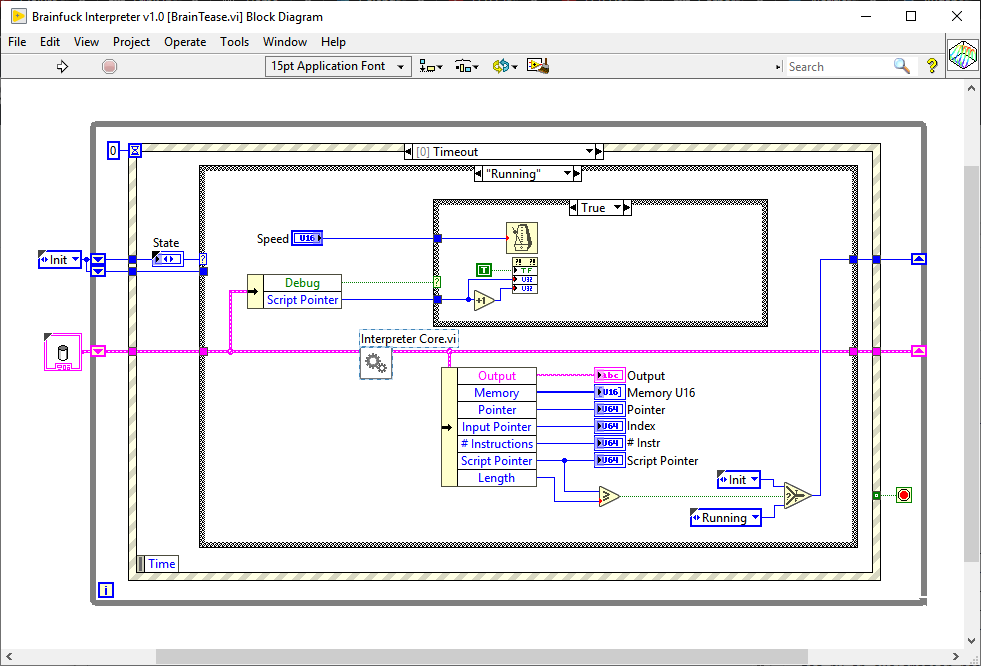 Brainfuck Interpreter v1.0 [BrainTease.vi] Block Diagram
File Edit View Project Operate Tools Window Help
15pt Application Font
Search
?
0
[0] Timeout
"Running"
True
Init
State
Speed
U16
?
Debug
Script Pointer
?
T
?! ?!
TF
U32
U32
+1
Interpreter Core.vi
Output
abc
Output
Memory
U16
Memory U16
Pointer
U64
Pointer
Input Pointer
U64
Index
# Instructions
U64
# Instr
Script Pointer
U64
Script Pointer
Length
≥
Init
Running
?
Time
i